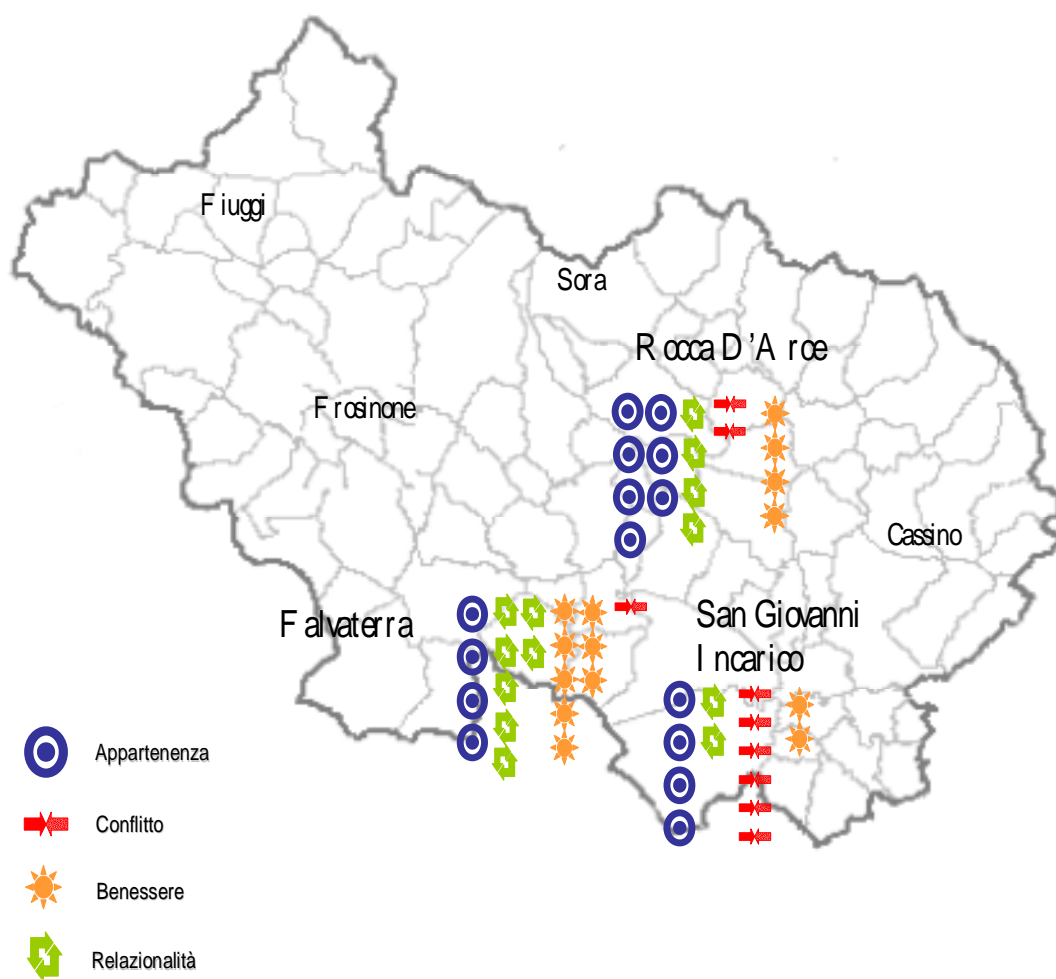 Fiuggi
Sora
Rocca D'Arce
Frosinone
Cassino
Falvaterra
San Giovanni
Incarico
Appartenenza
Conflitto
Benessere
Relazionalità